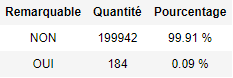 Remarquable Quantité Pourcentage
NON 199942 99.91 %
OUI 184 0.09 %